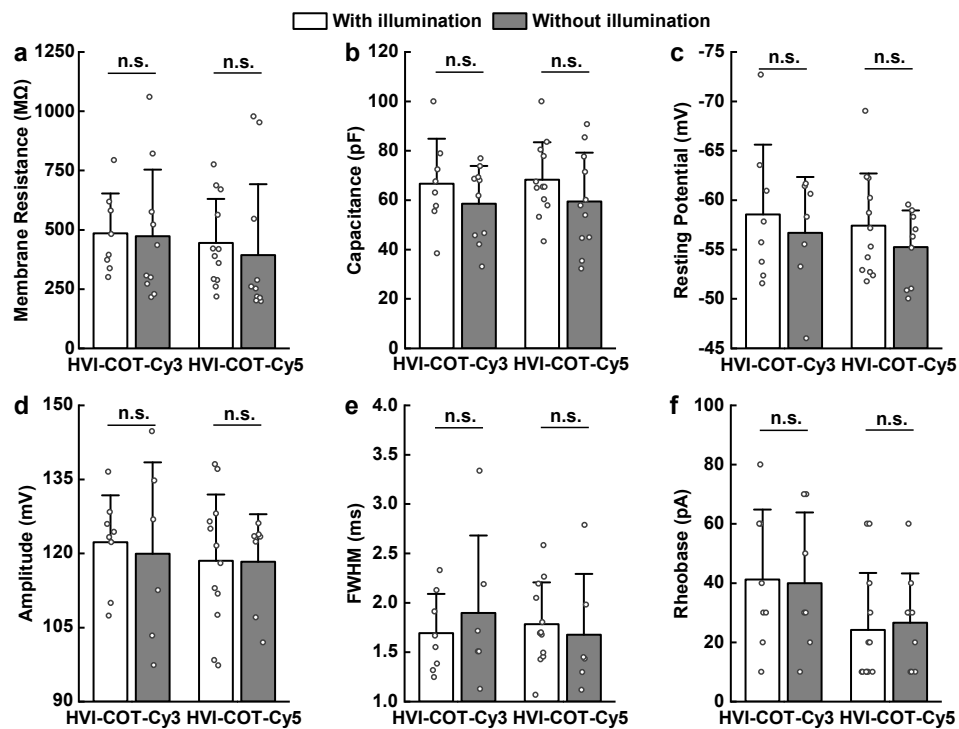 With illumination Without illumination
a b c
n.s. n.s. n.s. n.s. n.s. n.s.
Membrane Resistance (MΩ)
1250
1000
750
500
250
0
HVI-COT-Cy3 HVI-COT-Cy5
Capacitance (pF)
120
100
80
60
40
20
0
HVI-COT-Cy3 HVI-COT-Cy5
Resting Potential (mV)
-75
-70
-65
-60
-55
-50
-45
HVI-COT-Cy3 HVI-COT-Cy5
d e f
n.s. n.s. n.s. n.s. n.s. n.s.
Amplitude (mV)
150
135
120
105
90
HVI-COT-Cy3 HVI-COT-Cy5
FWHM (ms)
4.0
3.5
3.0
2.5
2.0
1.5
1.0
HVI-COT-Cy3 HVI-COT-Cy5
Rheobase (pA)
100
80
60
40
20
0
HVI-COT-Cy3 HVI-COT-Cy5